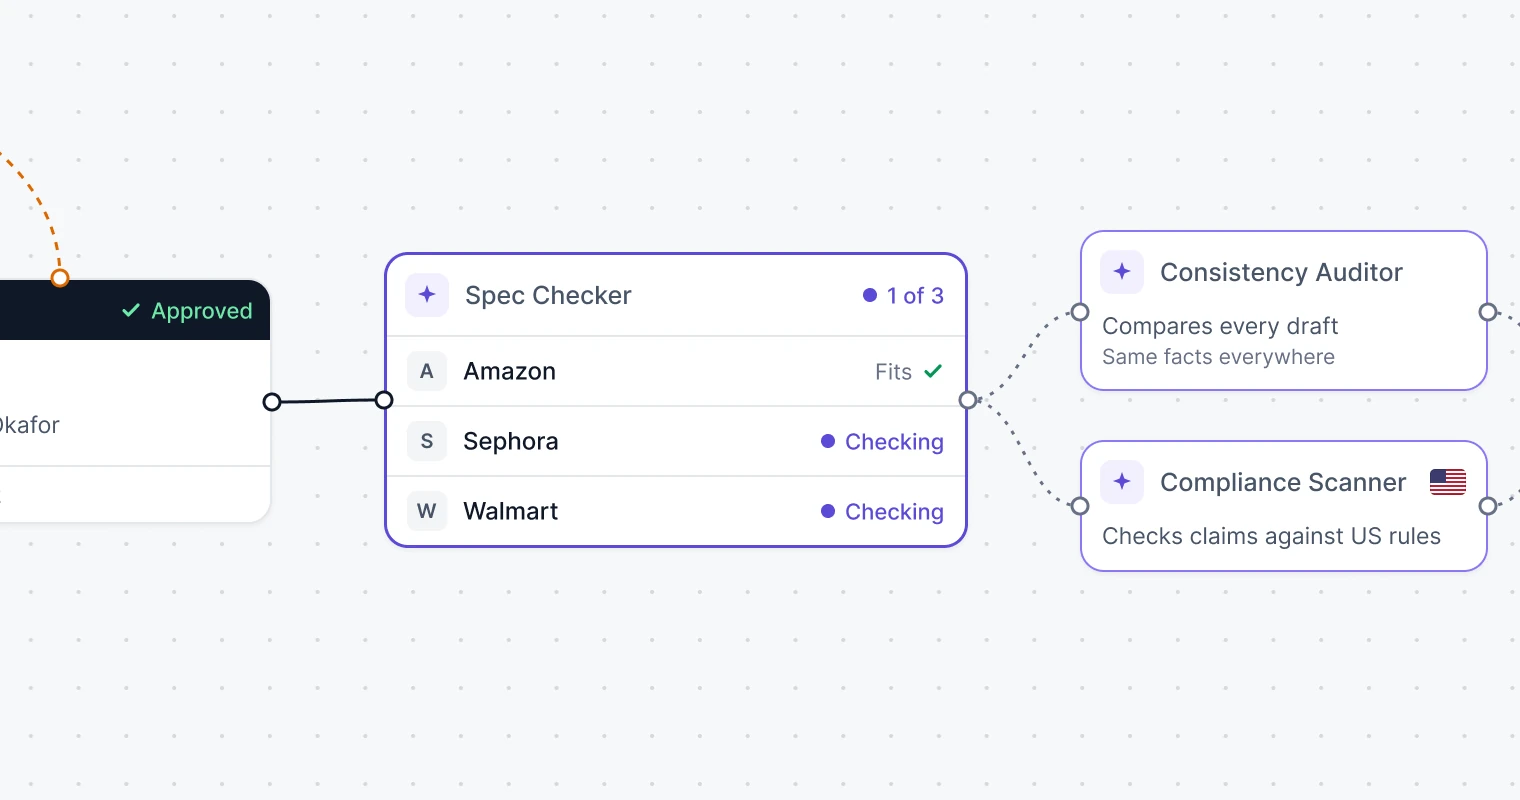 Approved
Okafor
Spec Checker
1 of 3
A Amazon Fits
S Sephora Checking
W Walmart Checking
Consistency Auditor
Compares every draft
Same facts everywhere
Compliance Scanner
Checks claims against US rules